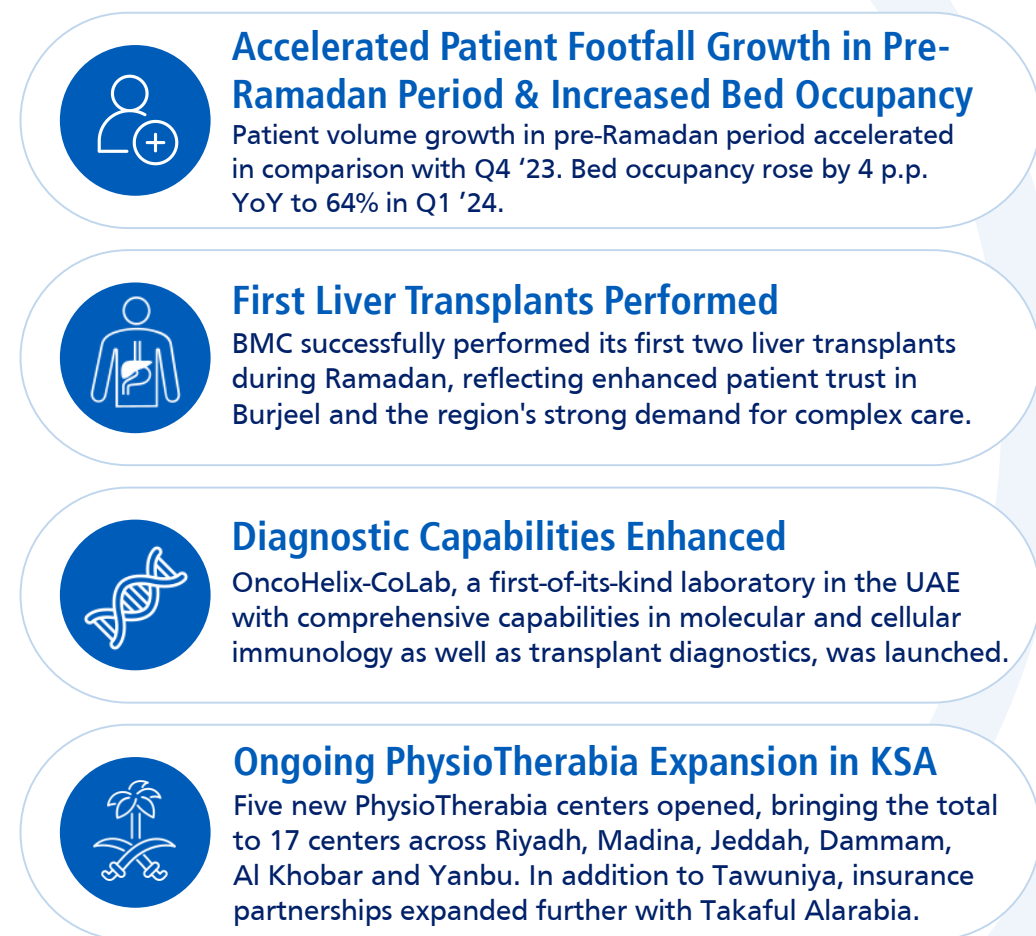 Accelerated Patient Footfall Growth in Pre-
Ramadan Period & Increased Bed Occupancy
Patient volume growth in pre-Ramadan period accelerated
in comparison with Q4 ‘23. Bed occupancy rose by 4 p.p.
YoY to 64% in Q1 ’24.
First Liver Transplants Performed
BMC successfully performed its first two liver transplants
during Ramadan, reflecting enhanced patient trust in
Burjeel and the region's strong demand for complex care.
Diagnostic Capabilities Enhanced
OncoHelix-CoLab, a first-of-its-kind laboratory in the UAE
with comprehensive capabilities in molecular and cellular
immunology as well as transplant diagnostics, was launched.
Ongoing PhysioTherabia Expansion in KSA
Five new PhysioTherabia centers opened, bringing the total
to 17 centers across Riyadh, Madina, Jeddah, Dammam,
Al Khobar and Yanbu. In addition to Tawuniya, insurance
partnerships expanded further with Takaful Alarabia.